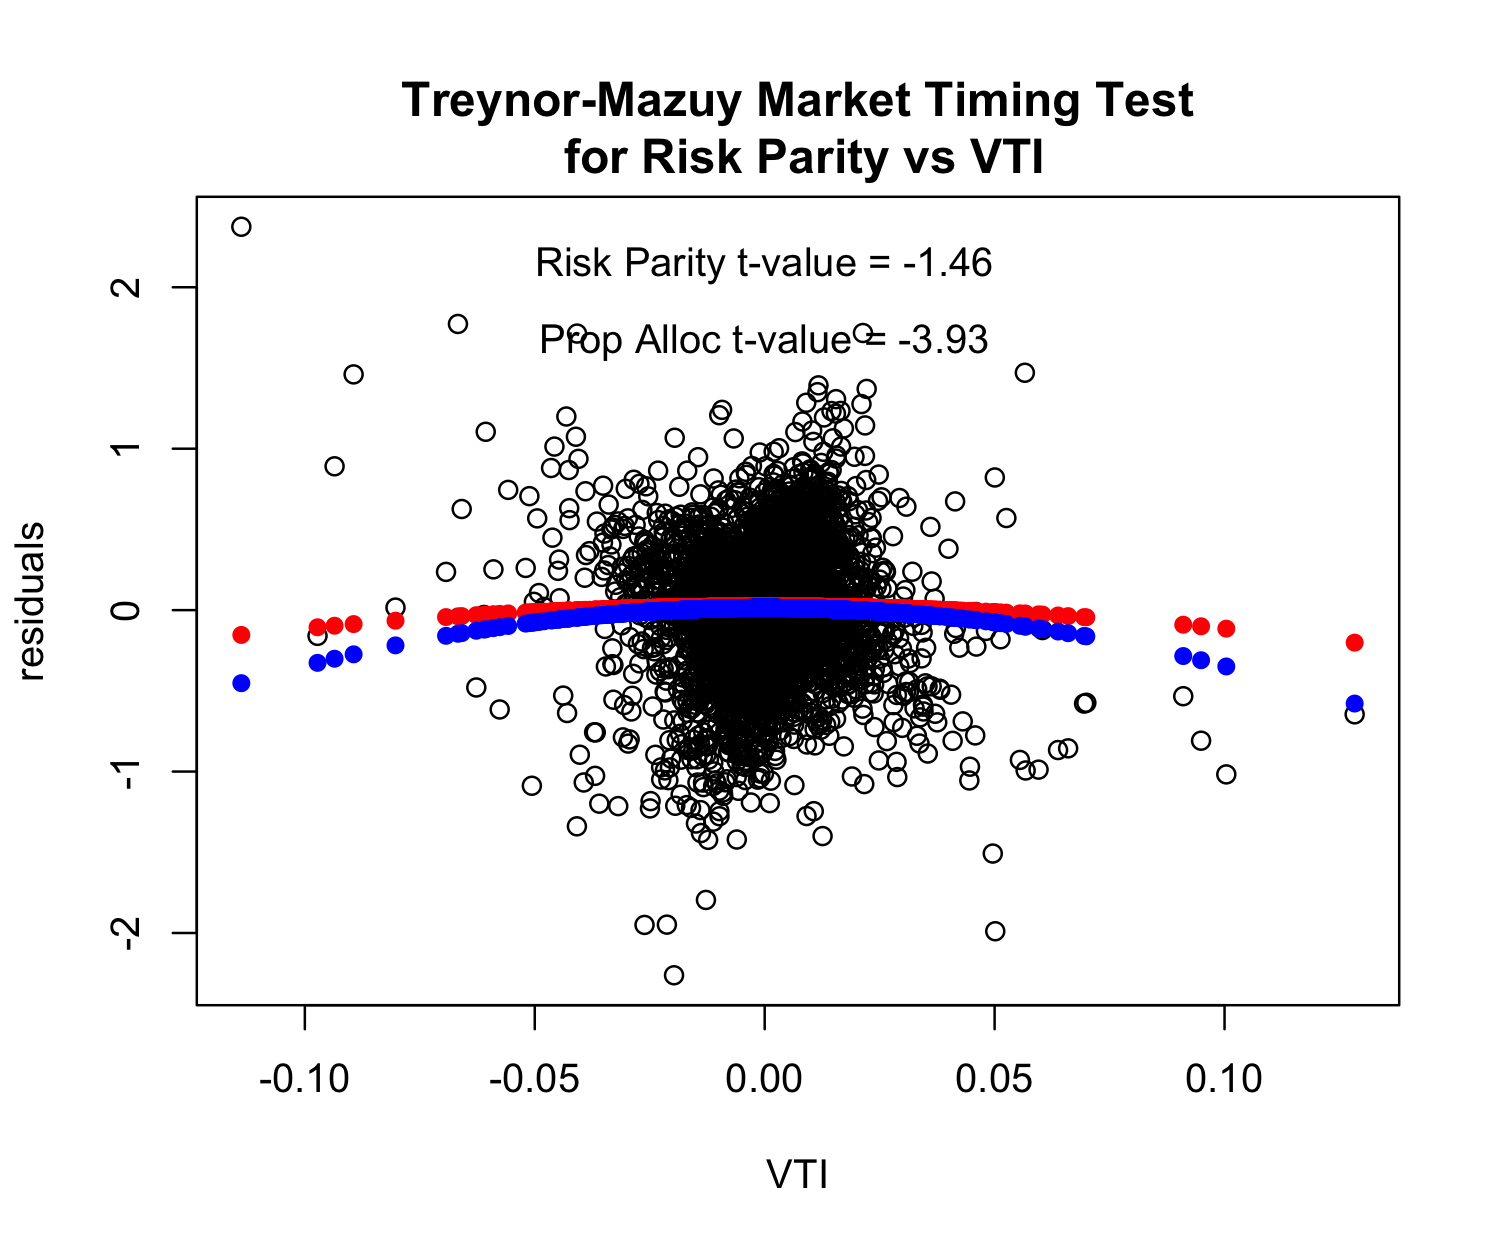 Treynor-Mazuy Market Timing Test
for Risk Parity vs VTI
Risk Parity t-value = -1.46
Prop Alloc t-value = -3.93
residuals
2
1
0
-1
-2
-0.10
-0.05
0.00
0.05
0.10
VTI